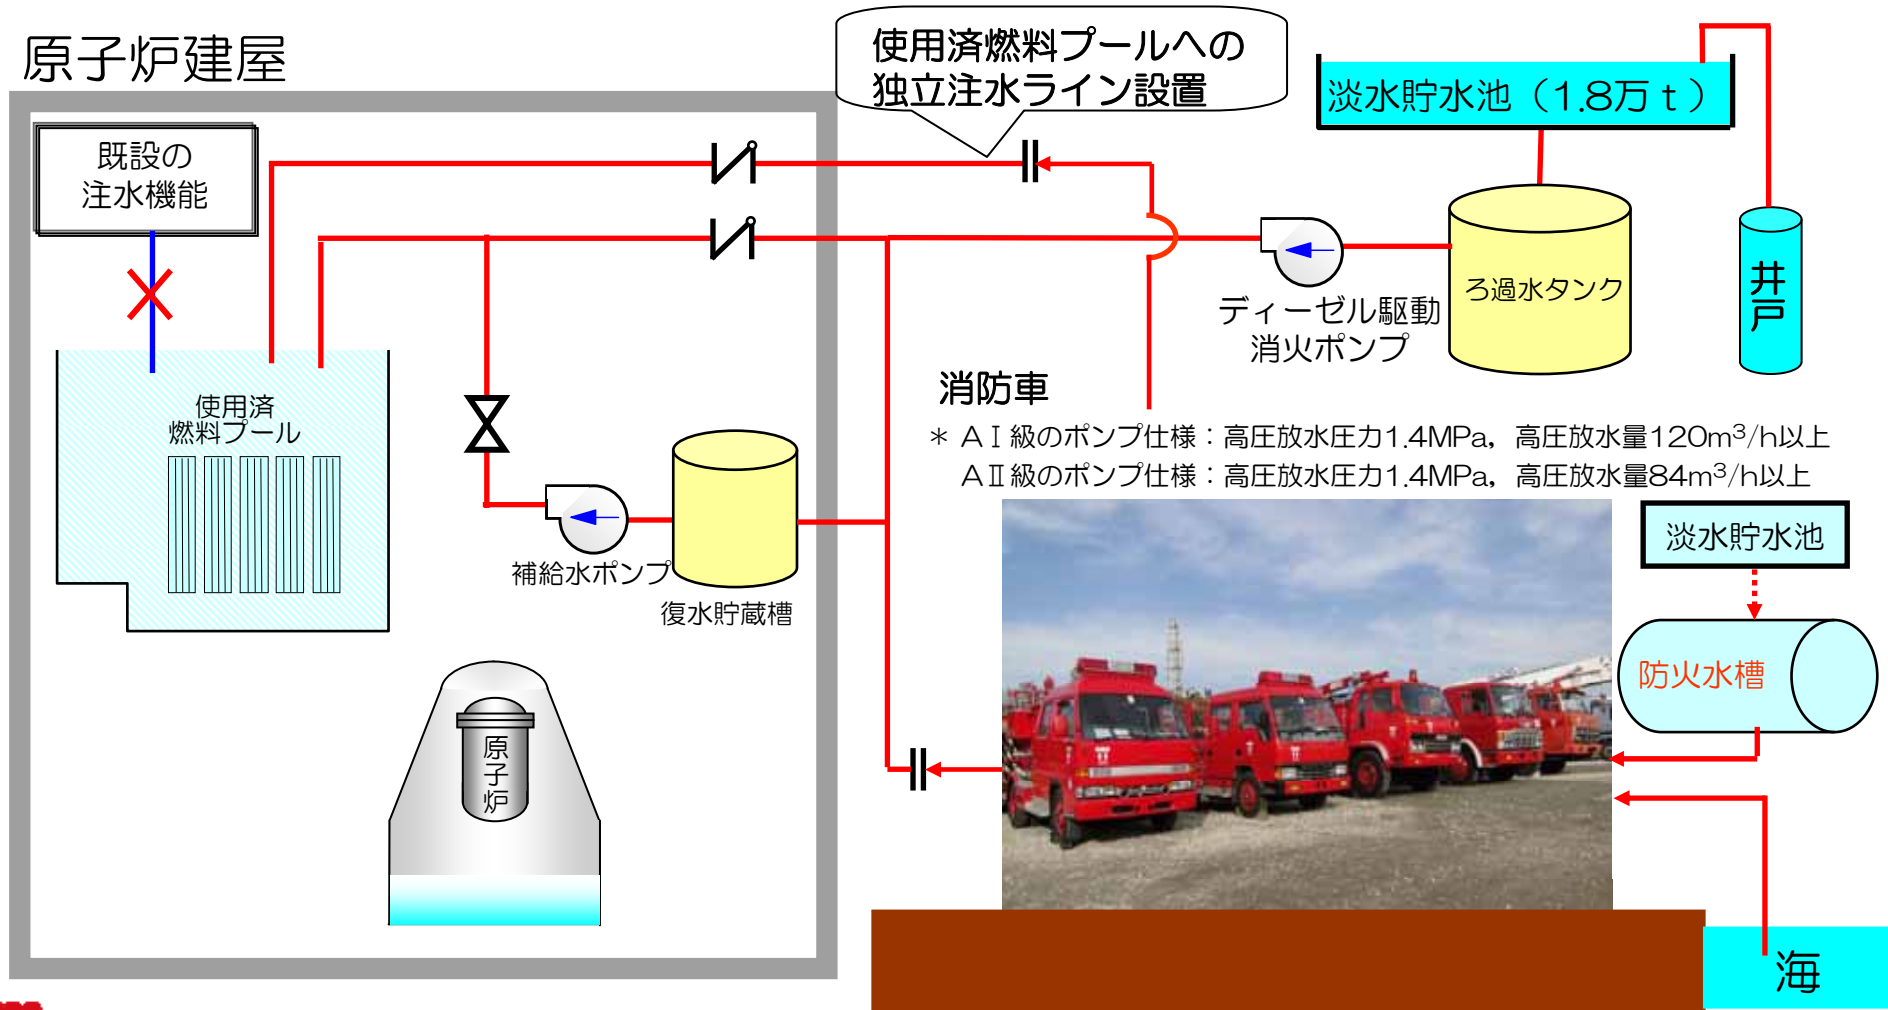 原子炉建屋
使用済燃料プールへの
独立注水ライン設置
淡水貯水池（1.8万ｔ）
既設の
注水機能
井戸
ろ過水タンク
ディーゼル駆動
消火ポンプ
使用済
燃料プール
消防車
＊ＡⅠ級のポンプ仕様：高圧放水圧力1.4MPa，高圧放水量120m³/h以上
ＡⅡ級のポンプ仕様：高圧放水圧力1.4MPa，高圧放水量84m³/h以上
補給水ポンプ
復水貯蔵槽
淡水貯水池
防火水槽
原子炉
海